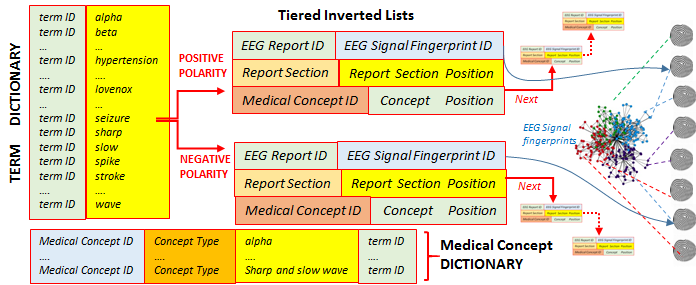 Tiered Inverted Lists
TERM DICTIONARY
term ID alpha
term ID beta
... ...
term ID hypertension
.... ....
term ID lovenox
... ...
term ID seizure
term ID sharp
term ID slow
term ID spike
term ID stroke
.... ....
term ID wave
POSITIVE
POLARITY
EEG Report ID EEG Signal Fingerprint ID
Report Section Report Section Position
Medical Concept ID Concept Position
Next
NEGATIVE
POLARITY
EEG Report ID EEG Signal Fingerprint ID
Report Section Report Section Position
Medical Concept ID Concept Position
Next
EEG Signal
fingerprints
Medical Concept ID Concept Type alpha term ID
.... .... .... ....
Medical Concept ID Concept Type Sharp and slow wave term ID
Medical Concept
DICTIONARY